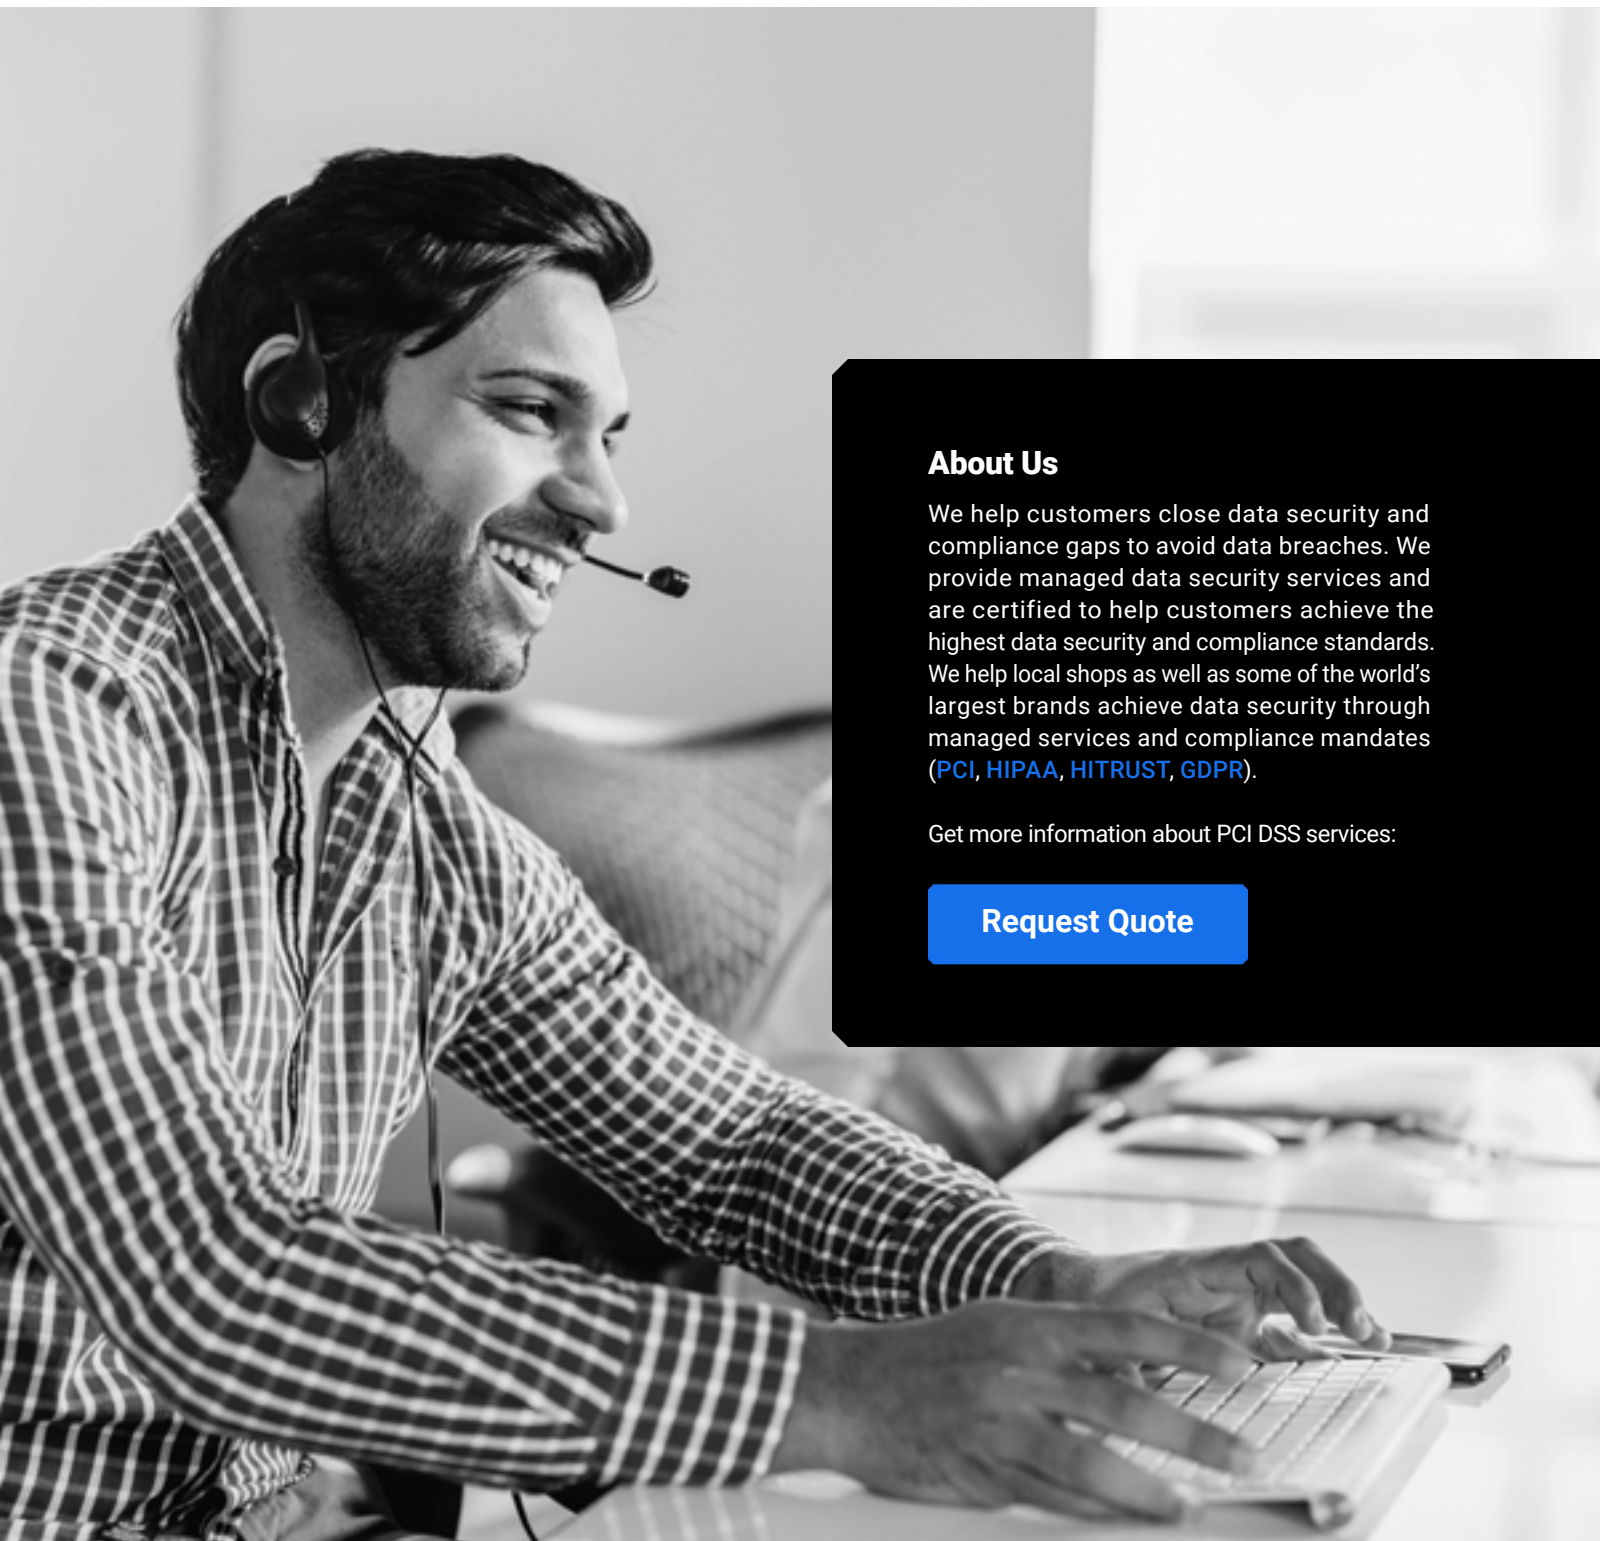 About Us
We help customers close data security and
compliance gaps to avoid data breaches. We
provide managed data security services and
are certified to help customers achieve the
highest data security and compliance standards.
We help local shops as well as some of the world’s
largest brands achieve data security through
managed services and compliance mandates
(PCI, HIPAA, HITRUST, GDPR).
Get more information about PCI DSS services:
Request Quote